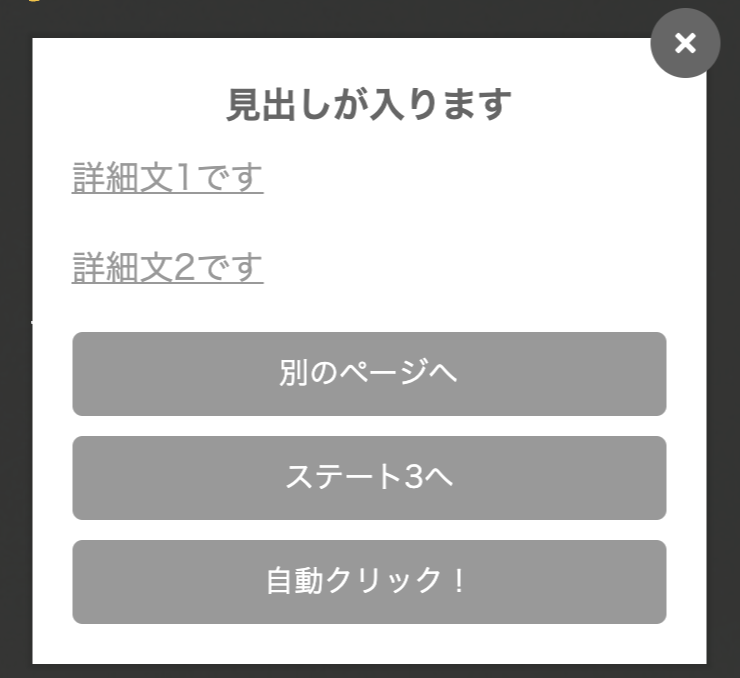 見出しが入ります
詳細文1です
詳細文2です
別のページへ
ステート3へ
自動クリック！